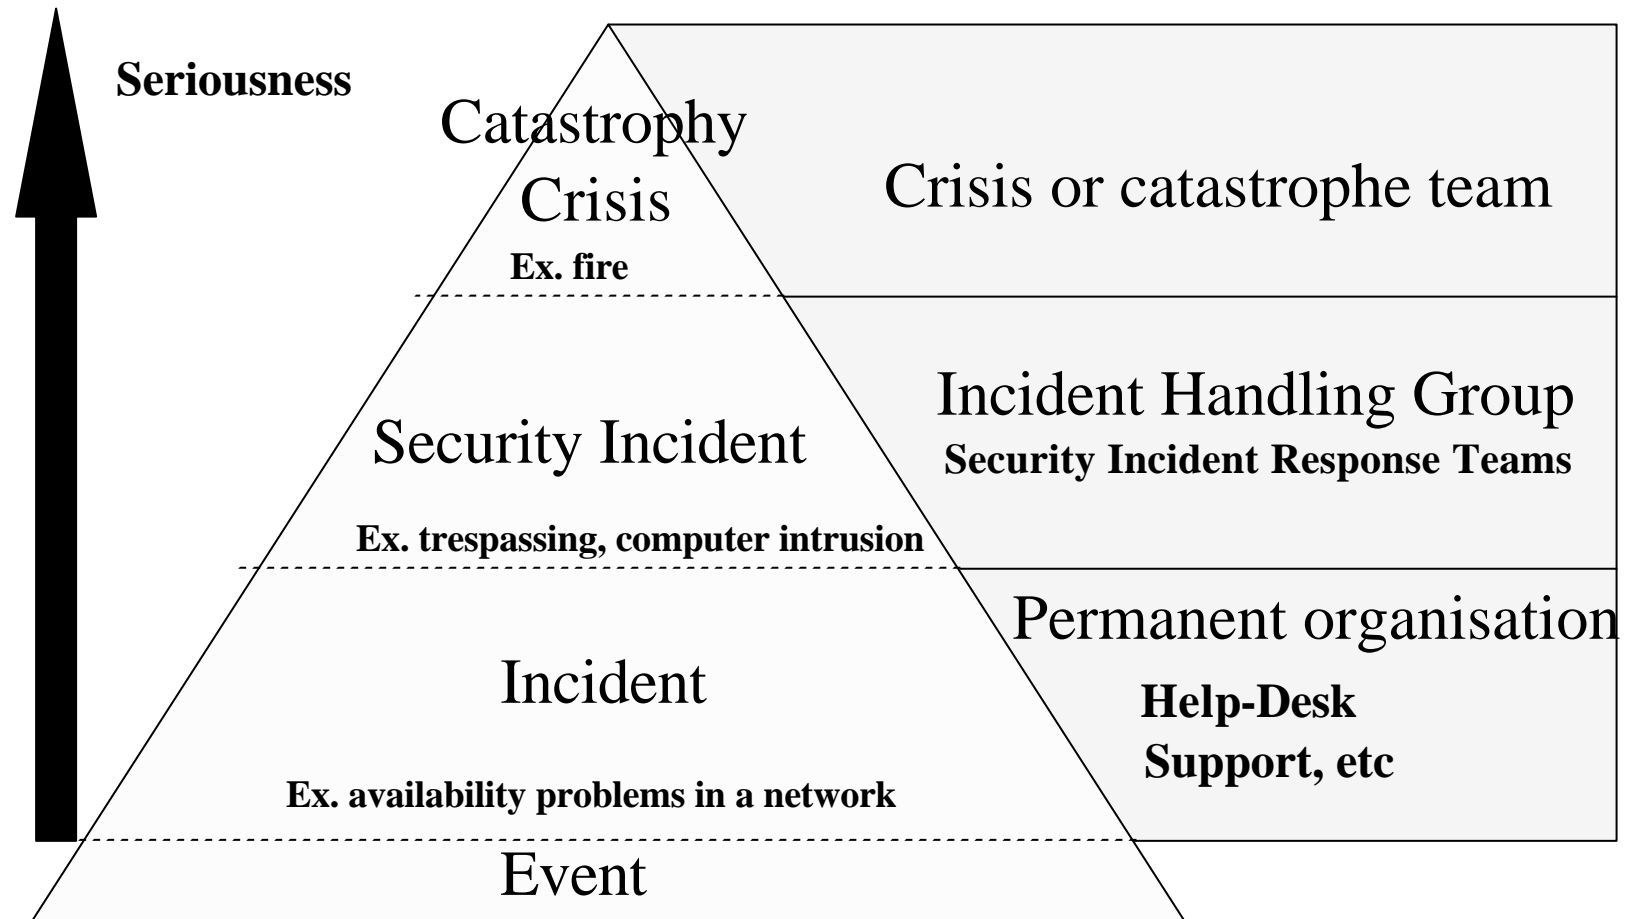 Seriousness
Catastrophy
Crisis
Ex. fire
Crisis or catastrophe team
Security Incident
Ex. trespassing, computer intrusion
Incident Handling Group
Security Incident Response Teams
Incident
Ex. availability problems in a network
Permanent organisation
Help-Desk
Support, etc
Event